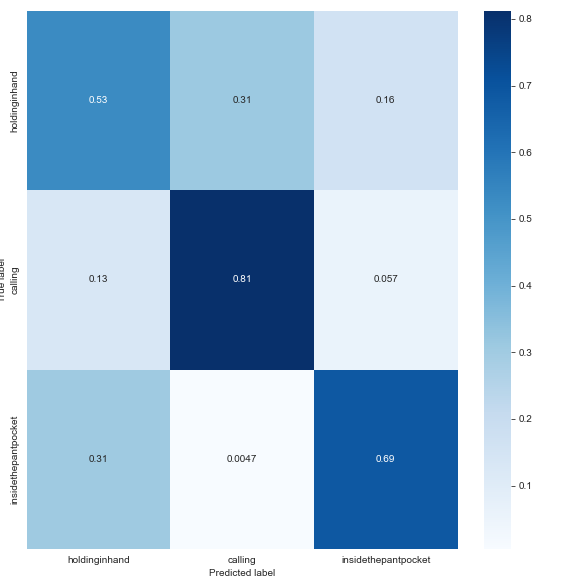 0.8
holdinginhand
0.53
0.31
0.16
0.7
0.6
0.5
True label
calling
0.13
0.81
0.057
0.4
0.3
insidethepantpocket
0.31
0.0047
0.69
0.2
0.1
holdinginhand
calling
insidethepantpocket
Predicted label